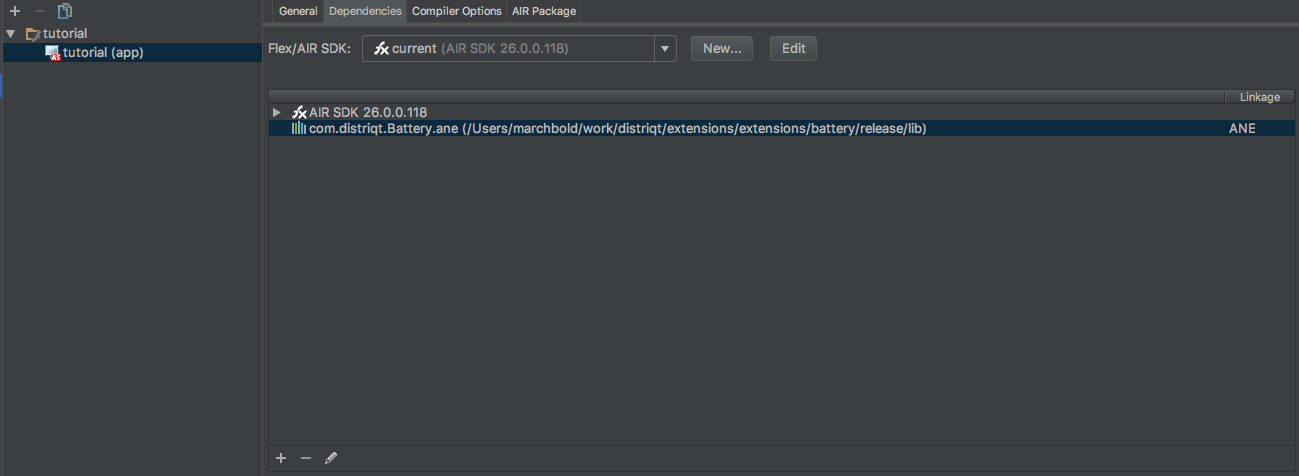 General Dependencies Compiler Options AIR Package
tutorial
tutorial (app)
Flex/AIR SDK: current (AIR SDK 26.0.0.118) New... Edit
Linkage
AIR SDK 26.0.0.118
com.distriqt.Battery.ane (/Users/marchbold/work/distriqt/extensions/extensions/battery/release/lib) ANE